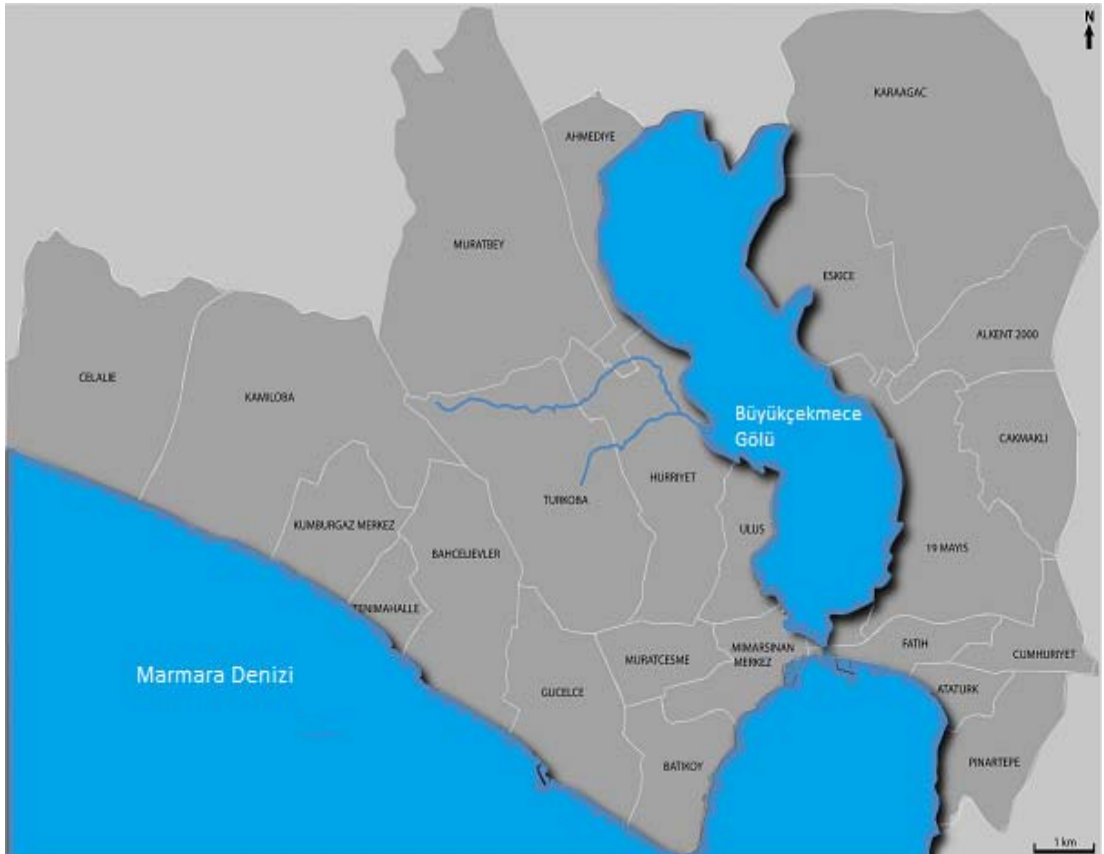 N
KARAAGAC
AHMEDIYE
MURATBEY
ESKICE
ALKENT 2000
CELALIE
KAMILOBA
Büyükçekmece
Gölü
CAKMAKLI
HURRIYET
TURKOBA
KUMBURGAZ MERKEZ
ULUS
BAHCELIEVLER
19 MAYIS
YENIMAHALLE
FATIH
MURATCESME
MIMARSINAN
MERKEZ
CUMHURIYET
Marmara Denizi
GUCELCE
ATATURK
BATIKOY
PINARTEPE
1 km